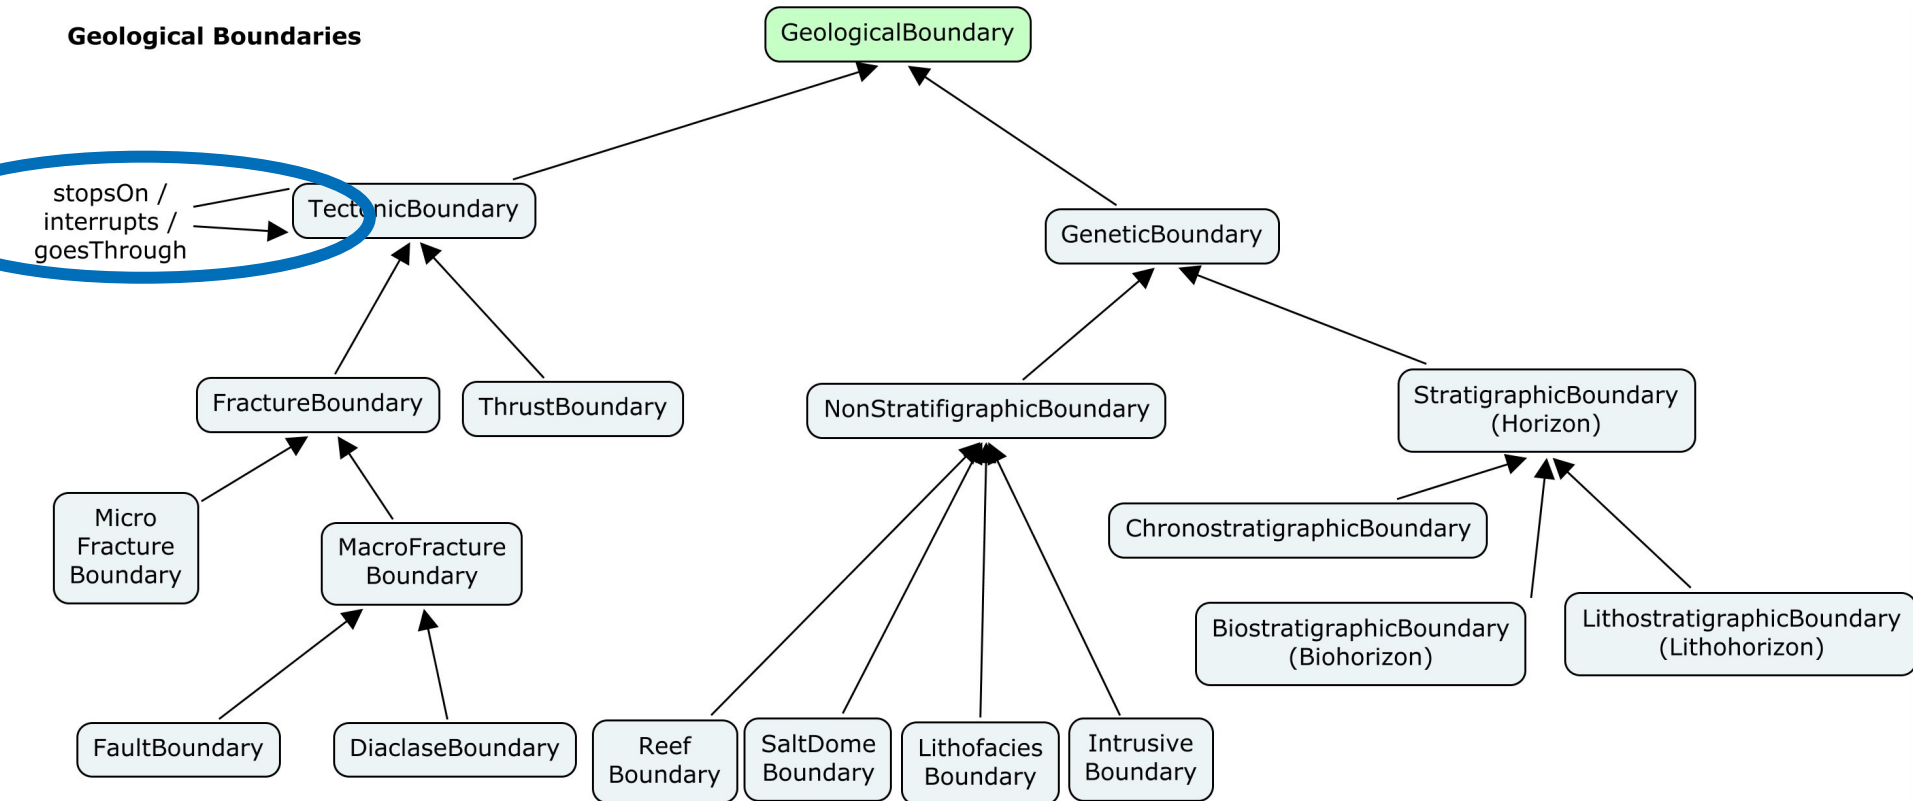 Geological Boundaries
GeologicalBoundary
stopsOn /
interrupts /
goesThrough
TectonicBoundary
GeneticBoundary
FractureBoundary
ThrustBoundary
NonStratifigraphicBoundary
StratigraphicBoundary
(Horizon)
Micro
Fracture
Boundary
MacroFracture
Boundary
ChronostratigraphicBoundary
BiostratigraphicBoundary
(Biohorizon)
LithostratigraphicBoundary
(Lithohorizon)
FaultBoundary
DiaclaseBoundary
Reef
Boundary
SaltDome
Boundary
Lithofacies
Boundary
Intrusive
Boundary